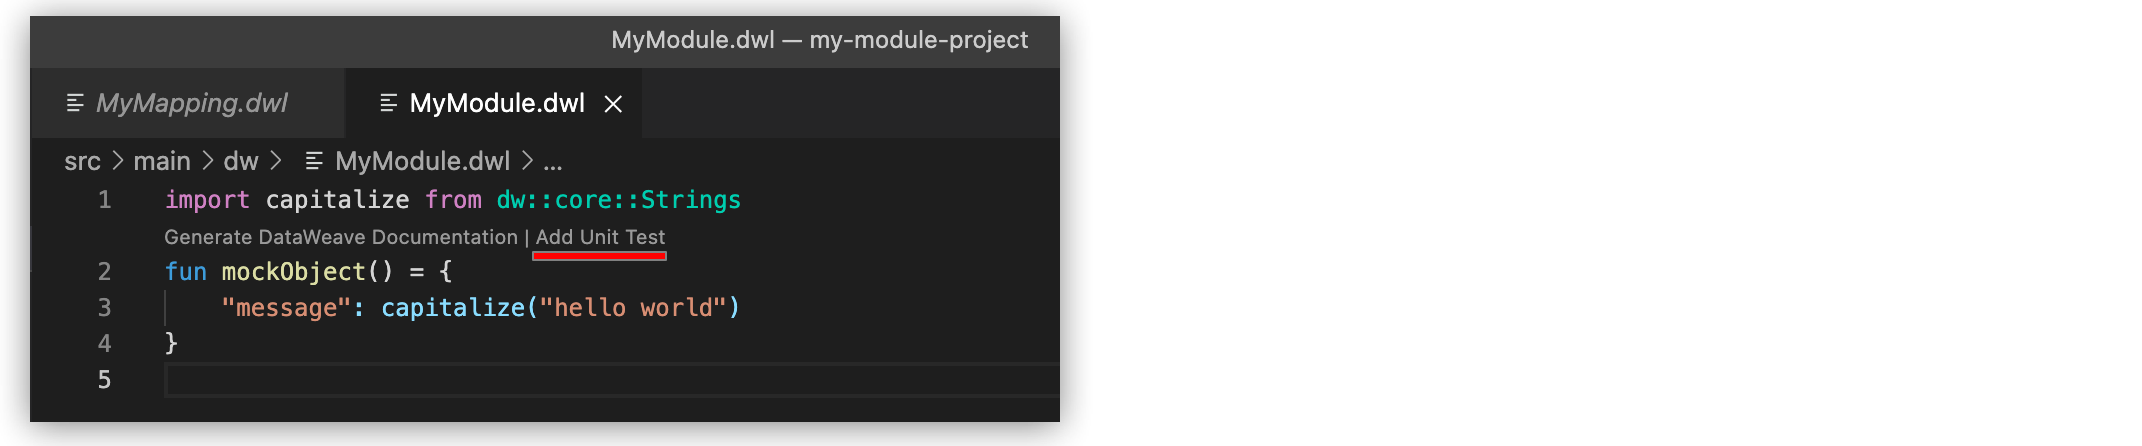 MyModule.dwl — my-module-project
MyMapping.dwl MyModule.dwl
src > main > dw > MyModule.dwl > ...
1 import capitalize from dw::core::Strings
Generate DataWeave Documentation | Add Unit Test
2 fun mockObject() = {
3 "message": capitalize("hello world")
4 }
5